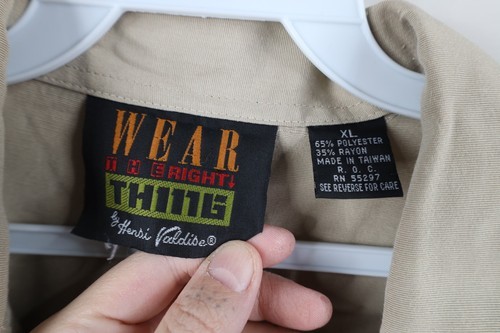 WEAR
THE RIGHT
THING
by Henri Valdise®
XL
65% POLYESTER
35% RAYON
MADE IN TAIWAN
R. O. C.
RN 55297
SEE REVERSE FOR CARE